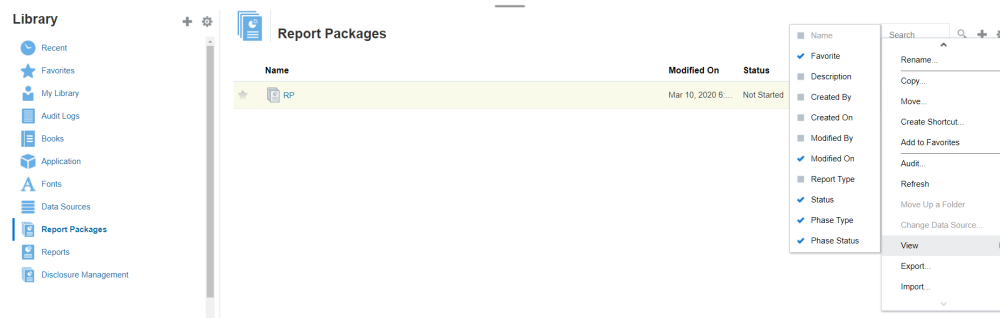 Library
Recent
Favorites
My Library
Audit Logs
Books
Application
Fonts
Data Sources
Report Packages
Reports
Disclosure Management
Report Packages
Name Modified On Status
RP Mar 10, 2020 6:... Not Started
Name
Favorite
Description
Created By
Created On
Modified By
Modified On
Report Type
Status
Phase Type
Phase Status
Search
Rename...
Copy...
Move...
Create Shortcut...
Add to Favorites
Audit...
Refresh
Move Up a Folder
Change Data Source...
View
Export...
Import...